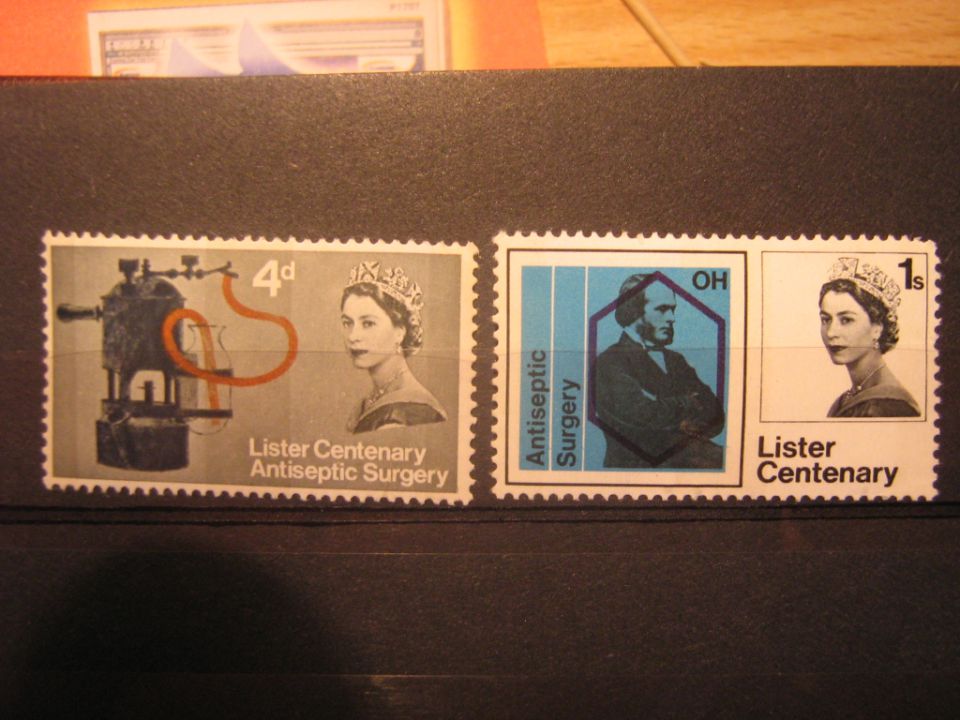 4d
Lister Centenary
Antiseptic Surgery
Antiseptic
Surgery
OH
1s
Lister
Centenary